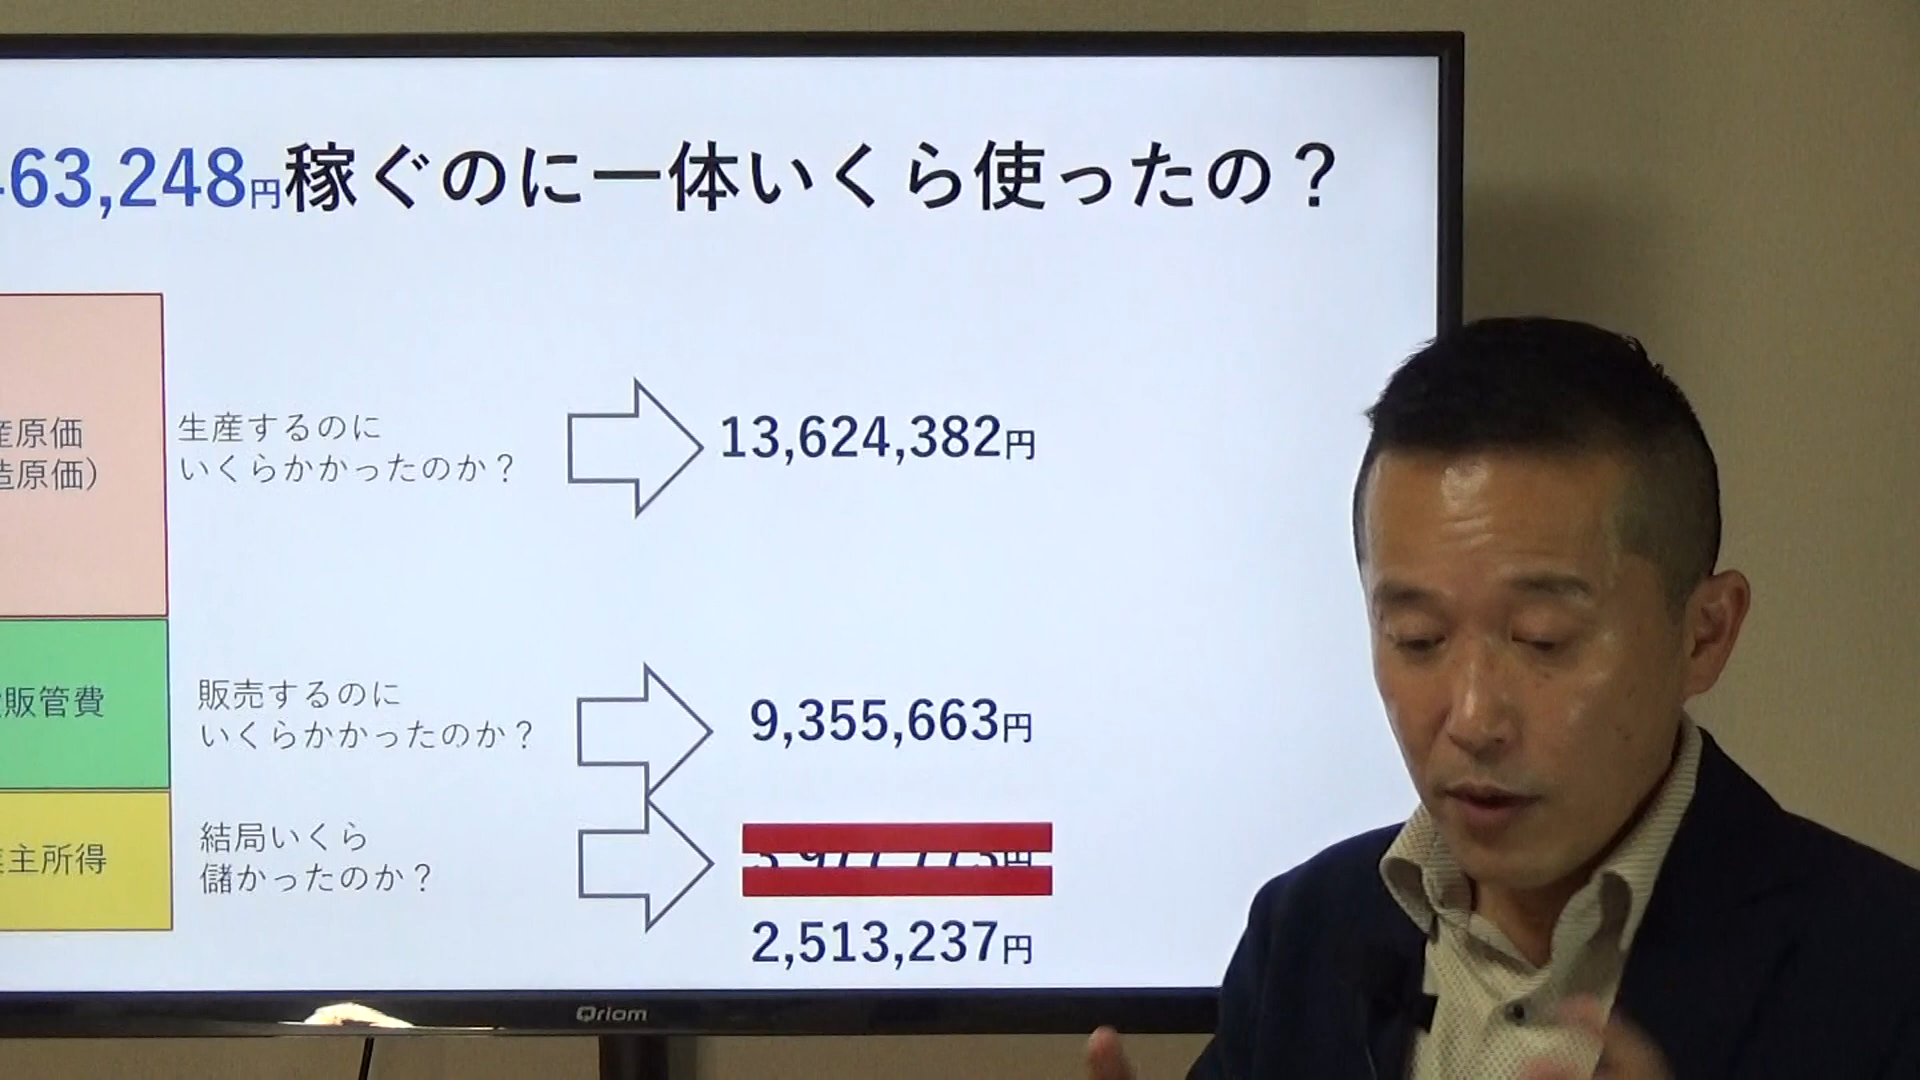 463,248円稼ぐのに一体いくら使ったの？
産原価
造原価）
生産するのに
いくらかかったのか？
13,624,382円
販管費
販売するのに
いくらかかったのか？
9,355,663円
業主所得
結局いくら
儲かったのか？
2,513,237円
Qriom